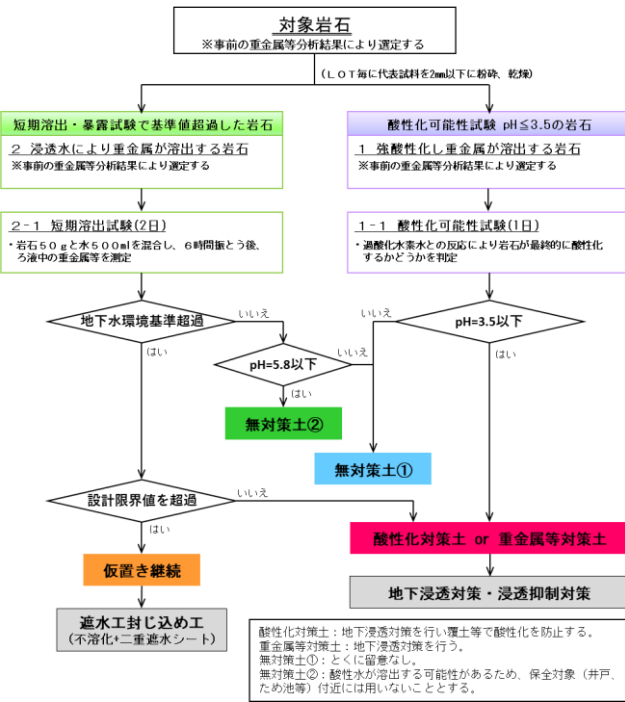 対象岩石
※事前の重金属等分析結果により選定する
(LOT毎に代表試料を2mm以下に粉砕、乾燥)
短期溶出・暴露試験で基準値超過した岩石
2 浸透水により重金属が溶出する岩石
※事前の重金属等分析結果により選定する
酸性化可能性試験 pH≦3.5の岩石
1 強酸性化し重金属が溶出する岩石
※事前の重金属等分析結果により選定する
2-1 短期溶出試験(2日)
・岩石50gと水500mlを混合し、6時間振とう後、
ろ液中の重金属等を測定
1-1 酸性化可能性試験(1日)
・過酸化水素水との反応により岩石が最終的に酸性化
するかどうかを判定
地下水環境基準超過
いいえ
はい
pH=5.8以下
いいえ
はい
いいえ
pH=3.5以下
はい
無対策土②
無対策土①
設計限界値を超過
いいえ
はい
酸性化対策土 or 重金属等対策土
仮置き継続
地下浸透対策・浸透抑制対策
遮水工封じ込め工
(不溶化+二重遮水シート)
酸性化対策土：地下浸透対策を行い覆土等で酸性化を防止する。
重金属等対策土：地下浸透対策を行う。
無対策土①：とくに留意なし。
無対策土②：酸性水が溶出する可能性があるため、保全対象（井戸、
ため池等）付近には用いないこととする。